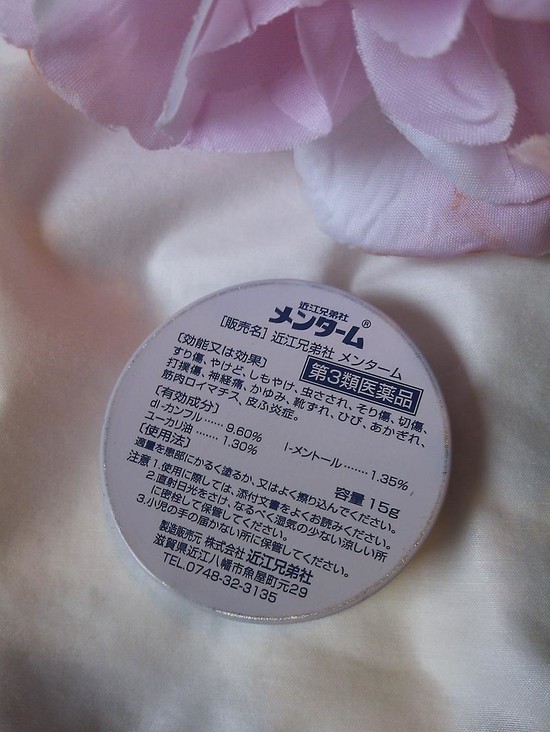 近江兄弟社
メンターム®
[販売名] 近江兄弟社 メンターム
第3類医薬品
[効能又は効果]
すり傷、やけど、しもやけ、虫さされ、そり傷、切傷、
打撲傷、神経痛、かゆみ、靴ずれ、ひび、あかぎれ、
筋肉ロイマチス、皮ふ炎症。
[有効成分]
dl-カンフル……9.60% l-メントール……1.35%
ユーカリ油……1.30%
[使用法] 容量 15g
適量を患部にかるく塗るか、又はよく擦り込んでください。
注意 1.使用に際しては、添付文書をよくお読みください。
2.直射日光をさけ、なるべく湿気の少ない涼しい所
に密栓して保管してください。
3.小児の手の届かない所に保管してください。
製造販売元 株式会社 近江兄弟社
滋賀県近江八幡市魚屋町元29
TEL.0748-32-3135